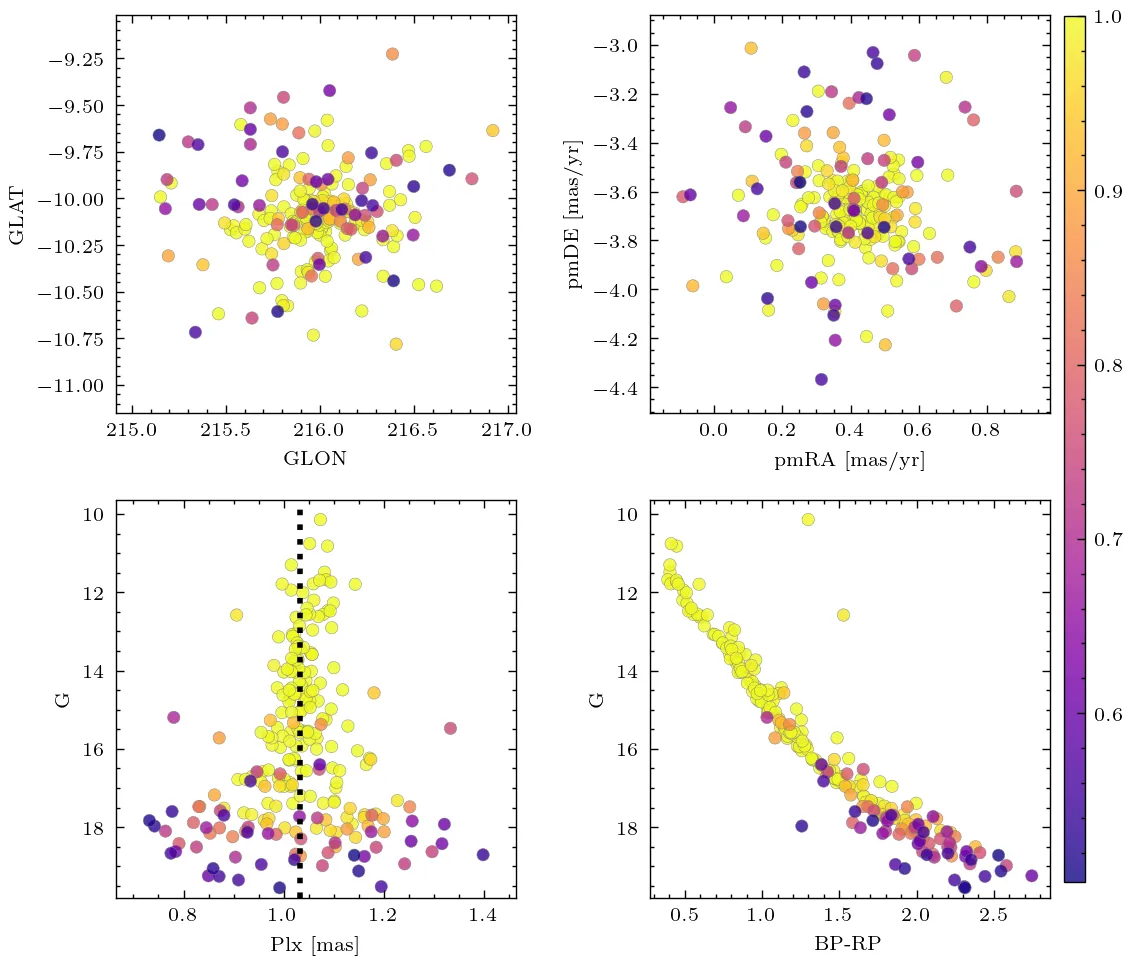 −9.25
−9.50
−9.75
−10.00
−10.25
−10.50
−10.75
−11.00
GLAT
215.0 215.5 216.0 216.5 217.0
GLON
−3.0
−3.2
−3.4
−3.6
−3.8
−4.0
−4.2
−4.4
pmDE [mas/yr]
0.0 0.2 0.4 0.6 0.8
pmRA [mas/yr]
1.0
0.9
0.8
0.7
0.6
10
12
14
16
18
G
0.8 1.0 1.2 1.4
Plx [mas]
10
12
14
16
18
G
0.5 1.0 1.5 2.0 2.5
BP-RP